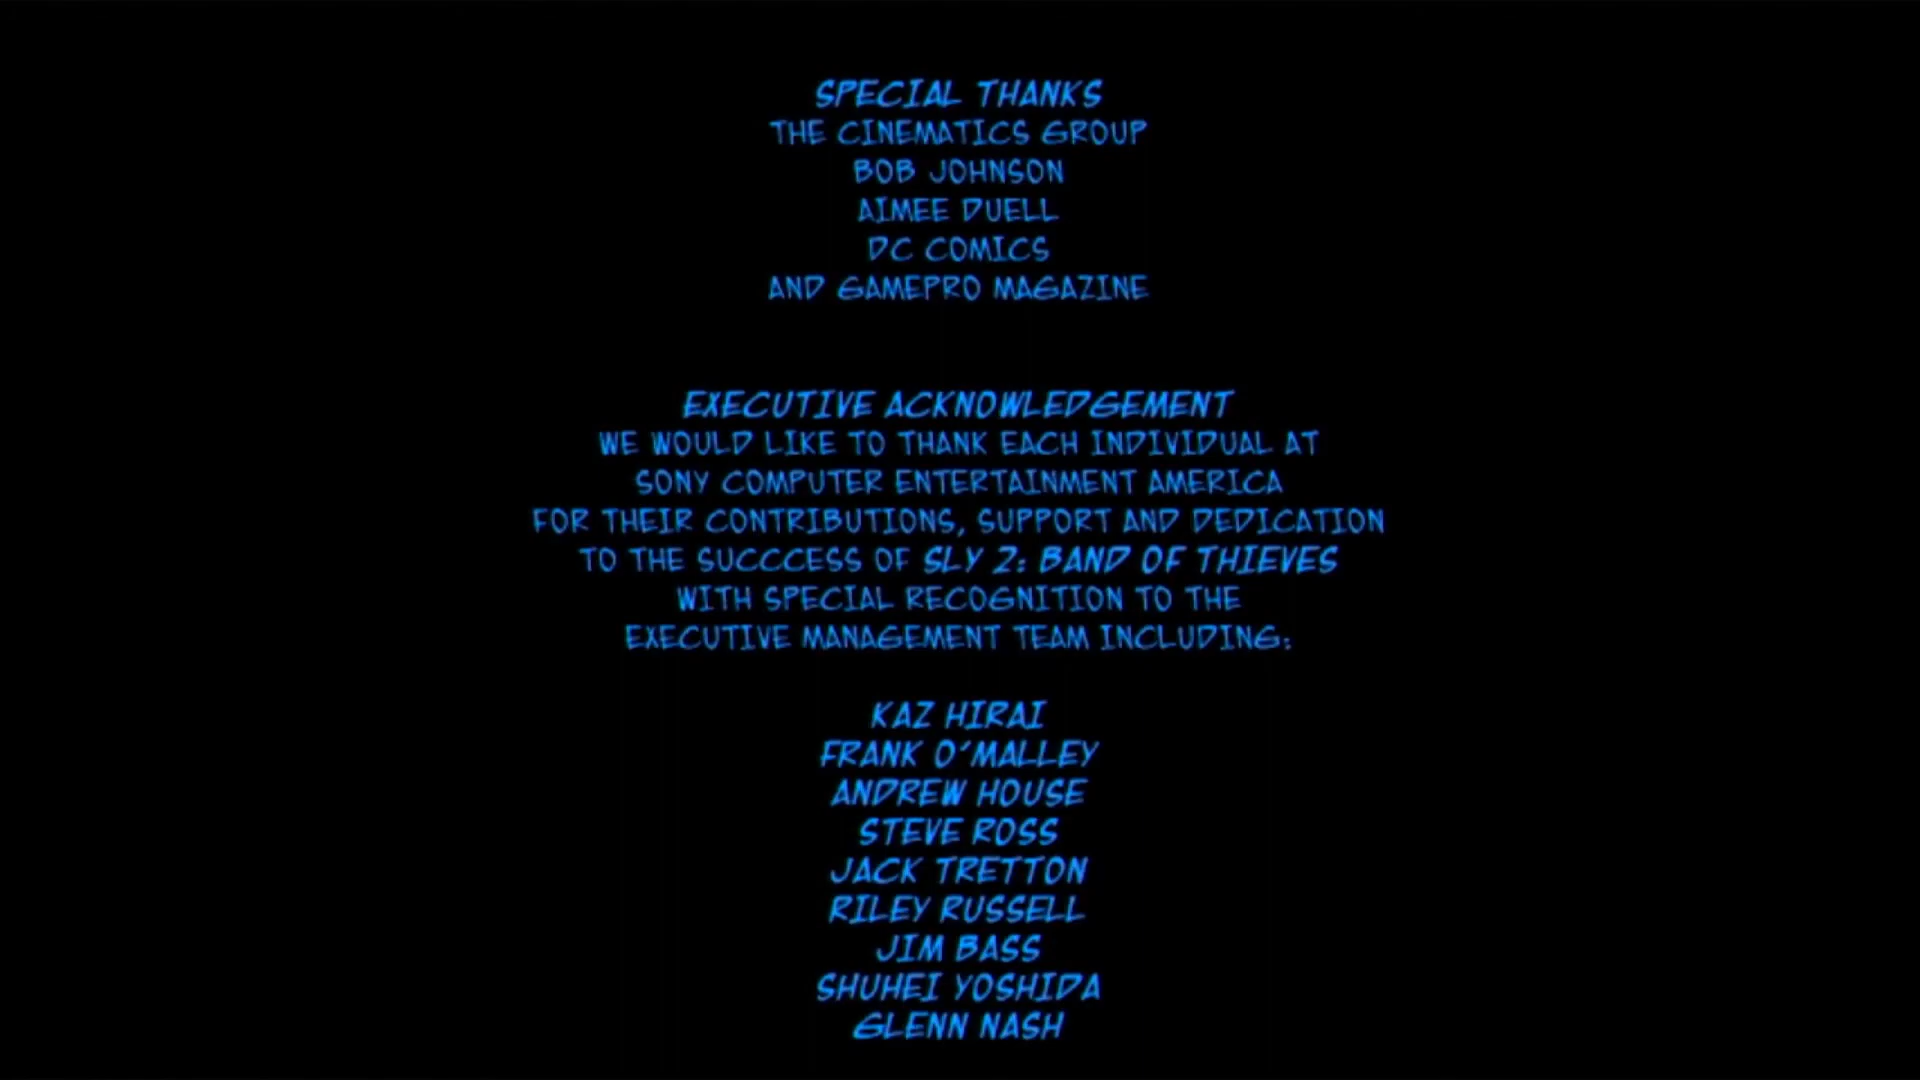 SPECIAL THANKS
THE CINEMATICS GROUP
BOB JOHNSON
AIMEE DUELL
DC COMICS
AND GAMEPRO MAGAZINE
EXECUTIVE ACKNOWLEDGEMENT
WE WOULD LIKE TO THANK EACH INDIVIDUAL AT
SONY COMPUTER ENTERTAINMENT AMERICA
FOR THEIR CONTRIBUTIONS, SUPPORT AND DEDICATION
TO THE SUCCCESS OF SLY 2: BAND OF THIEVES
WITH SPECIAL RECOGNITION TO THE
EXECUTIVE MANAGEMENT TEAM INCLUDING:
KAZ HIRAI
FRANK O'MALLEY
ANDREW HOUSE
STEVE ROSS
JACK TRETTON
RILEY RUSSELL
JIM BASS
SHUHEI YOSHIDA
GLENN NASH